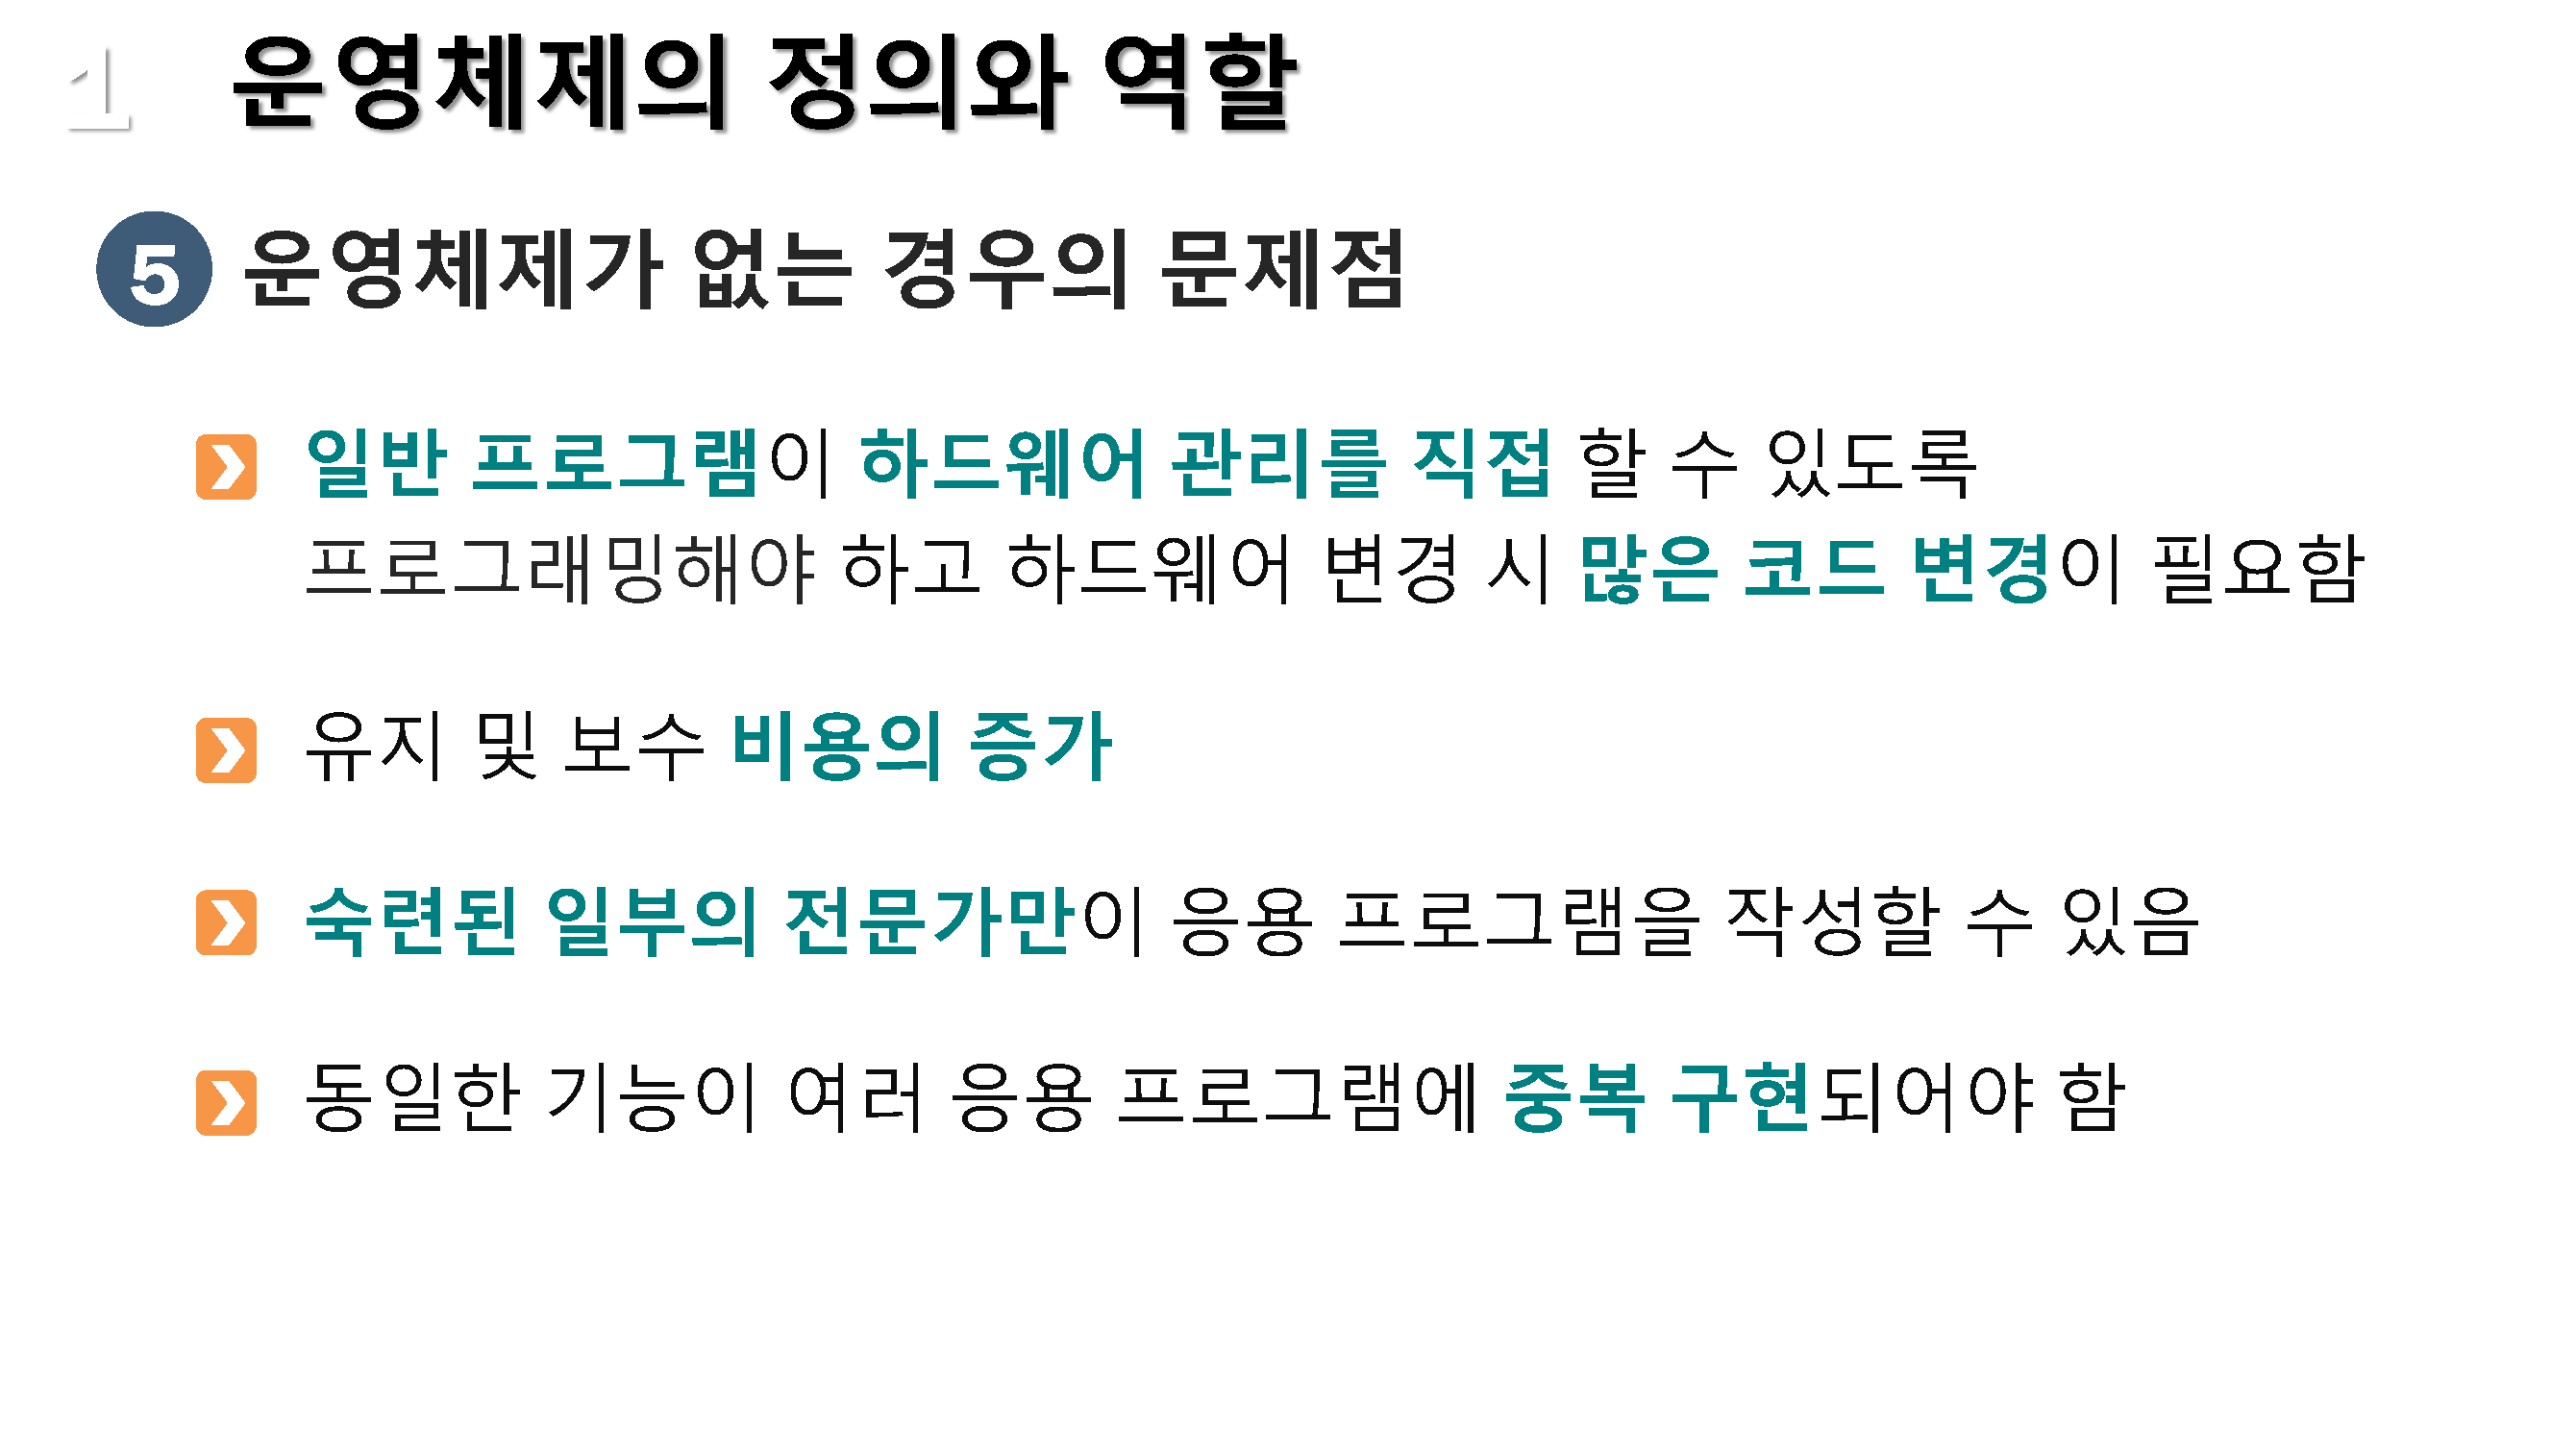 1 운영체제의 정의와 역할
5 운영체제가 없는 경우의 문제점
일반 프로그램이 하드웨어 관리를 직접 할 수 있도록
프로그래밍해야 하고 하드웨어 변경 시 많은 코드 변경이 필요함
유지 및 보수 비용의 증가
숙련된 일부의 전문가만이 응용 프로그램을 작성할 수 있음
동일한 기능이 여러 응용 프로그램에 중복 구현되어야 함